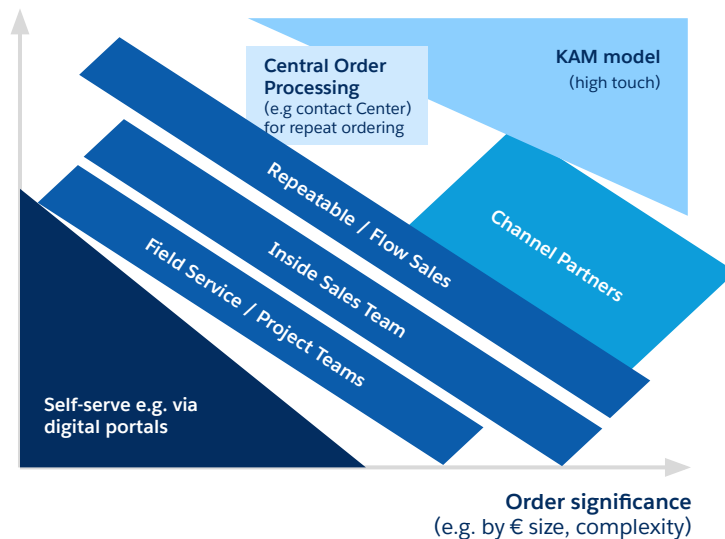 KAM model
(high touch)
Central Order
Processing
(e.g contact Center)
for repeat ordering
Repeatable / Flow Sales
Channel Partners
Inside Sales Team
Field Service / Project Teams
Self-serve e.g. via
digital portals
Order significance
(e.g. by € size, complexity)